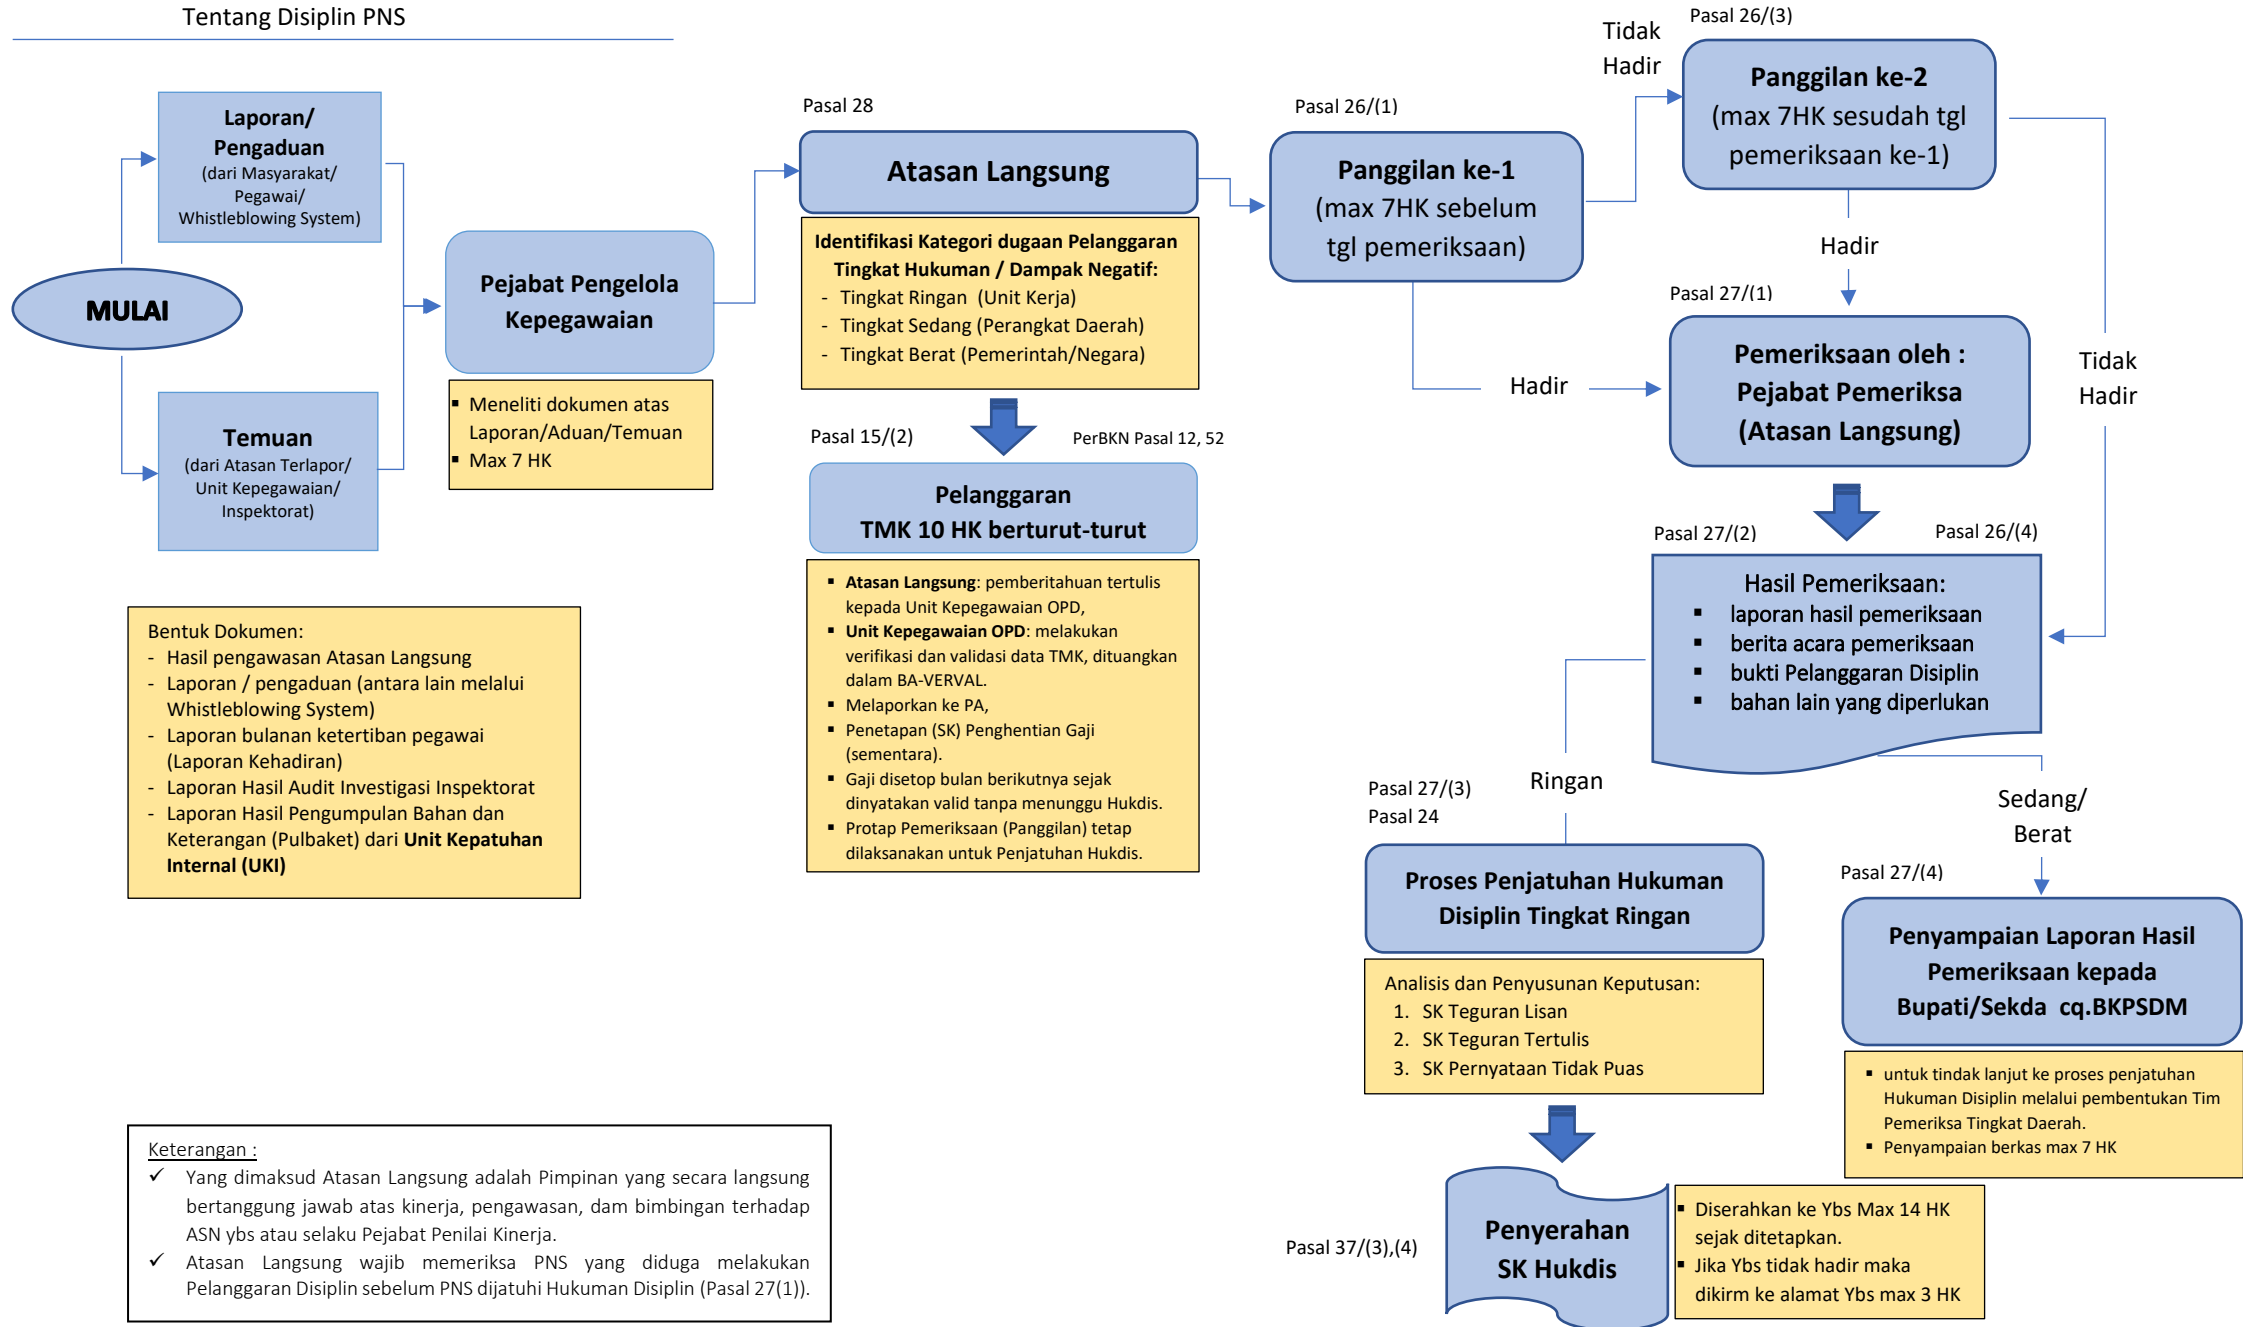 Tentang Disiplin PNS
MULAI
Laporan/
Pengaduan
(dari Masyarakat/
Pegawai/
Whistleblowing System)
Temuan
(dari Atasan Terlapor/
Unit Kepegawaian/
Inspektorat)
Pejabat Pengelola
Kepegawaian
▪ Meneliti dokumen atas
Laporan/Aduan/Temuan
▪ Max 7 HK
Bentuk Dokumen:
- Hasil pengawasan Atasan Langsung
- Laporan / pengaduan (antara lain melalui
Whistleblowing System)
- Laporan bulanan ketertiban pegawai
(Laporan Kehadiran)
- Laporan Hasil Audit Investigasi Inspektorat
- Laporan Hasil Pengumpulan Bahan dan
Keterangan (Pulbaket) dari Unit Kepatuhan
Internal (UKI)
Pasal 28
Atasan Langsung
Identifikasi Kategori dugaan Pelanggaran
Tingkat Hukuman / Dampak Negatif:
- Tingkat Ringan (Unit Kerja)
- Tingkat Sedang (Perangkat Daerah)
- Tingkat Berat (Pemerintah/Negara)
Pasal 15/(2)
PerBKN Pasal 12, 52
Pelanggaran
TMK 10 HK berturut-turut
▪ Atasan Langsung: pemberitahuan tertulis
kepada Unit Kepegawaian OPD,
▪ Unit Kepegawaian OPD: melakukan
verifikasi dan validasi data TMK, dituangkan
dalam BA-VERVAL.
▪ Melaporkan ke PA,
▪ Penetapan (SK) Penghentian Gaji
(sementara).
▪ Gaji disetop bulan berikutnya sejak
dinyatakan valid tanpa menunggu Hukdis.
▪ Protap Pemeriksaan (Panggilan) tetap
dilaksanakan untuk Penjatuhan Hukdis.
Pasal 26/(1)
Panggilan ke-1
(max 7HK sebelum
tgl pemeriksaan)
Tidak
Hadir
Pasal 26/(3)
Panggilan ke-2
(max 7HK sesudah tgl
pemeriksaan ke-1)
Hadir
Hadir
Tidak
Hadir
Pasal 27/(1)
Pemeriksaan oleh :
Pejabat Pemeriksa
(Atasan Langsung)
Pasal 27/(2)
Pasal 26/(4)
Hasil Pemeriksaan:
▪ laporan hasil pemeriksaan
▪ berita acara pemeriksaan
▪ bukti Pelanggaran Disiplin
▪ bahan lain yang diperlukan
Ringan
Sedang/
Berat
Pasal 27/(3)
Pasal 24
Proses Penjatuhan Hukuman
Disiplin Tingkat Ringan
Analisis dan Penyusunan Keputusan:
1. SK Teguran Lisan
2. SK Teguran Tertulis
3. SK Pernyataan Tidak Puas
Pasal 27/(4)
Penyampaian Laporan Hasil
Pemeriksaan kepada
Bupati/Sekda cq.BKPSDM
▪ untuk tindak lanjut ke proses penjatuhan
Hukuman Disiplin melalui pembentukan Tim
Pemeriksa Tingkat Daerah.
▪ Penyampaian berkas max 7 HK
Pasal 37/(3),(4)
Penyerahan
SK Hukdis
▪ Diserahkan ke Ybs Max 14 HK
sejak ditetapkan.
▪ Jika Ybs tidak hadir maka
dikirm ke alamat Ybs max 3 HK
Keterangan :
✓ Yang dimaksud Atasan Langsung adalah Pimpinan yang secara langsung
bertanggung jawab atas kinerja, pengawasan, dam bimbingan terhadap
ASN ybs atau selaku Pejabat Penilai Kinerja.
✓ Atasan Langsung wajib memeriksa PNS yang diduga melakukan
Pelanggaran Disiplin sebelum PNS dijatuhi Hukuman Disiplin (Pasal 27(1)).